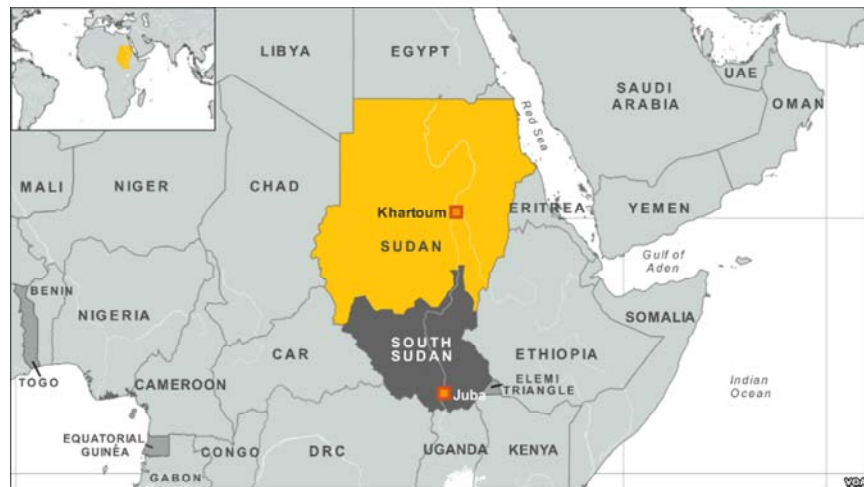 LIBYA
EGYPT
SAUDI
ARABIA
UAE
OMAN
Red Sea
MALI
NIGER
CHAD
Khartoum
SUDAN
ERITREA
YEMEN
Gulf of
Aden
BENIN
NIGERIA
TOGO
CAMEROON
CAR
SOUTH
SUDAN
ETHIOPIA
SOMALIA
ELEMI
TRIANGLE
Juba
Indian
Ocean
EQUATORIAL
GUINÉA
GABON
CONGO
DRC
UGANDA
KENYA
VOA